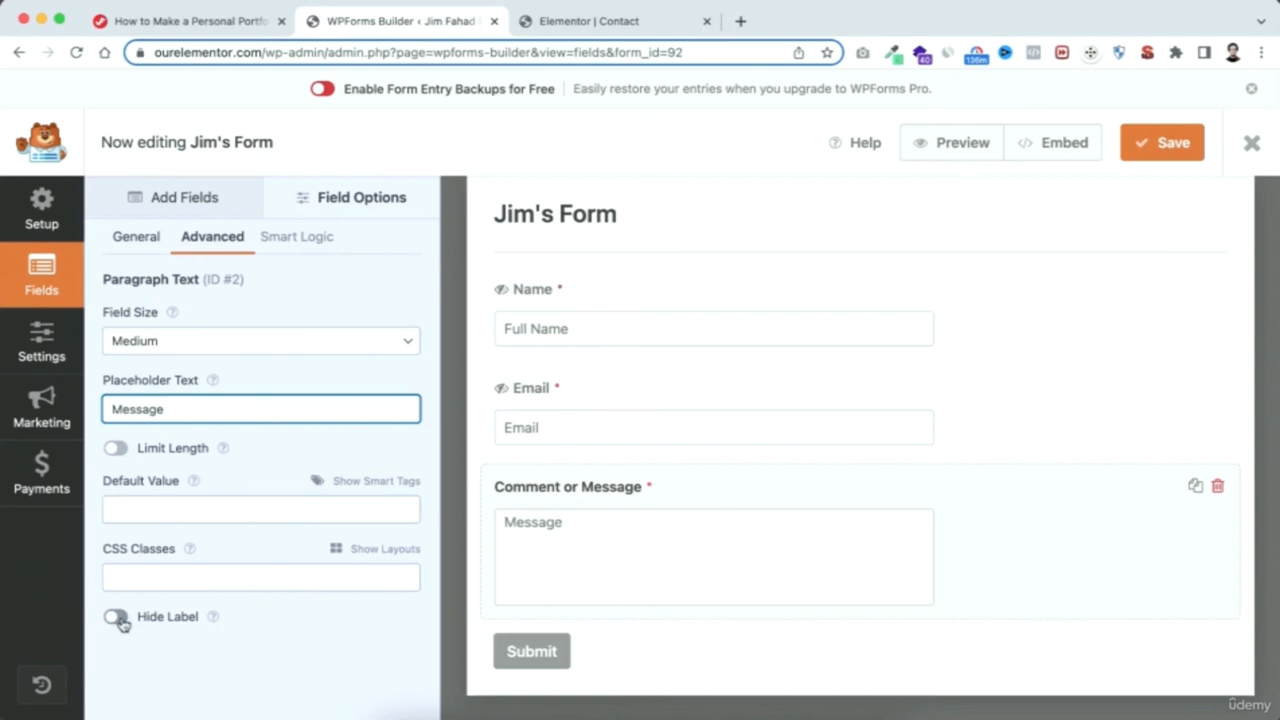 How to Make a Personal Portfo
WPForms Builder ‹ Jim Fahad
Elementor | Contact
ourelementor.com/wp-admin/admin.php?page=wpforms-builder&view=fields&form_id=92
40
136m
Enable Form Entry Backups for Free
Easily restore your entries when you upgrade to WPForms Pro.
Now editing Jim's Form
Help
Preview
Embed
Save
Setup
Fields
Settings
Marketing
Payments
Add Fields
Field Options
General
Advanced
Smart Logic
Paragraph Text (ID #2)
Field Size
Medium
Placeholder Text
Message
Limit Length
Default Value
Show Smart Tags
CSS Classes
Show Layouts
Hide Label
Jim's Form
Name *
Full Name
Email *
Email
Comment or Message *
Message
Submit
ûdemy